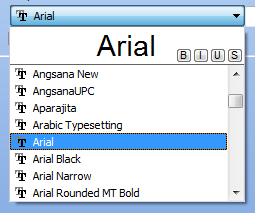 Arial
Arial
B I U S
Angsana New
AngsanaUPC
Aparajita
Arabic Typesetting
Arial
Arial Black
Arial Narrow
Arial Rounded MT Bold